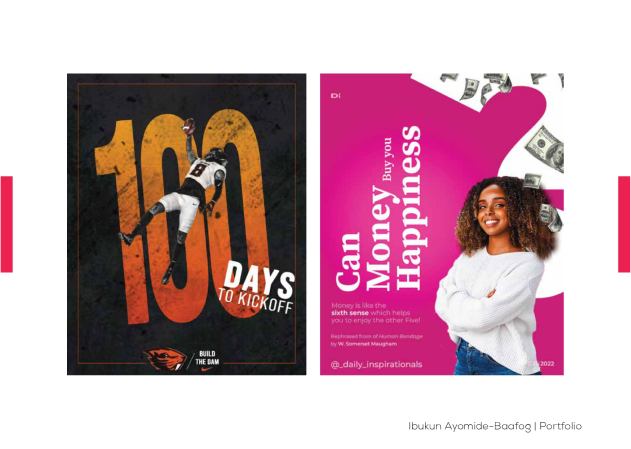 100
8
DAYS
TO KICKOFF
BUILD
THE DAM
Can
Money Buy you
Happiness
Money is like the
sixth sense which helps
you to enjoy the other Five!
Rephrased from of Human Bondage
by W. Somerset Maugham
@_daily_inspirationals
2022
Ibukun Ayomide-Baafog | Portfolio